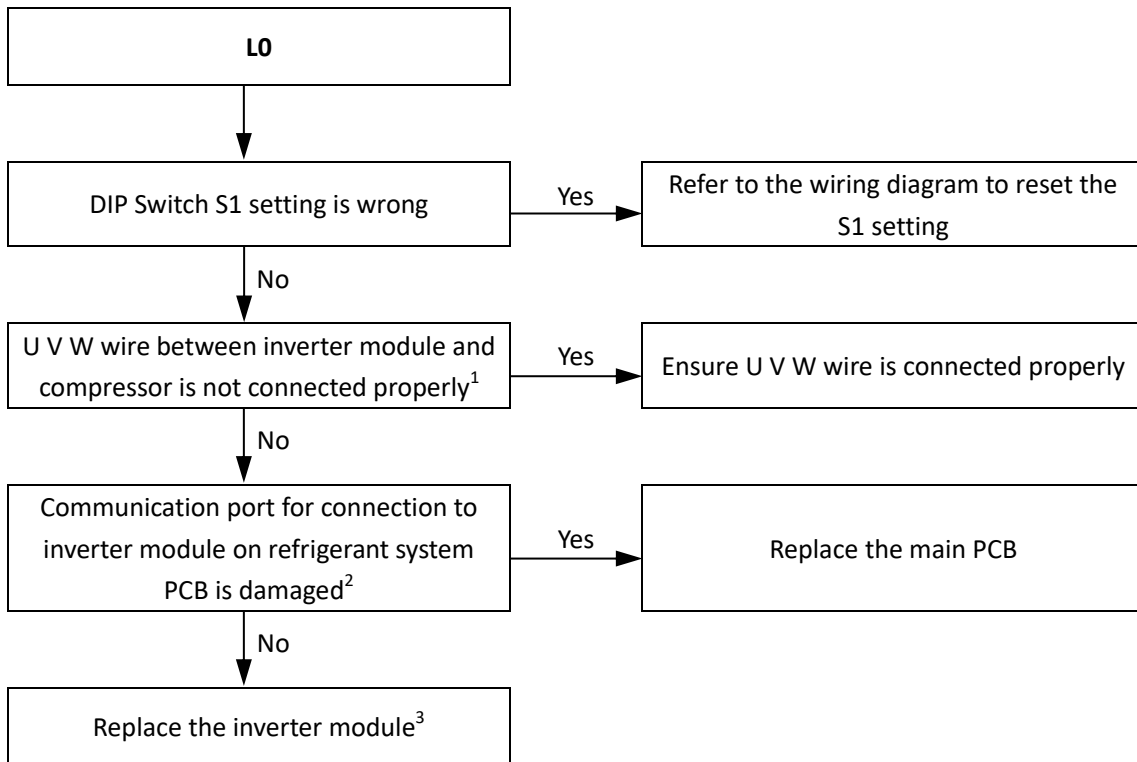 L0
DIP Switch S1 setting is wrong
Yes
Refer to the wiring diagram to reset the
S1 setting
No
U V W wire between inverter module and
compressor is not connected properly1
Yes
Ensure U V W wire is connected properly
No
Communication port for connection to
inverter module on refrigerant system
PCB is damaged2
Yes
Replace the main PCB
No
Replace the inverter module3